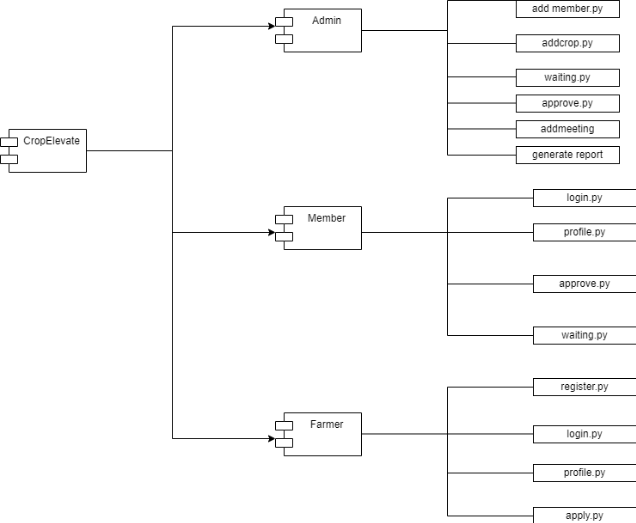 add member.py
Admin
addcrop.py
waiting.py
approve.py
addmeeting
CropElevate
generate report
login.py
Member
profile.py
approve.py
waiting.py
register.py
Farmer
login.py
profile.py
apply.py